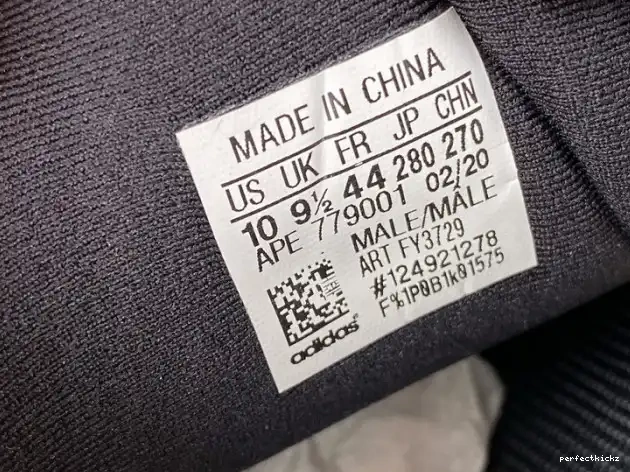 MADE IN CHINA
US UK FR JP CHN
10 9½ 44 280 270
APE 779001 02/20
MALE/MÂLE
ART FY3729
#124921278
F%1P0B1k01575
adidas®
perfectkickz